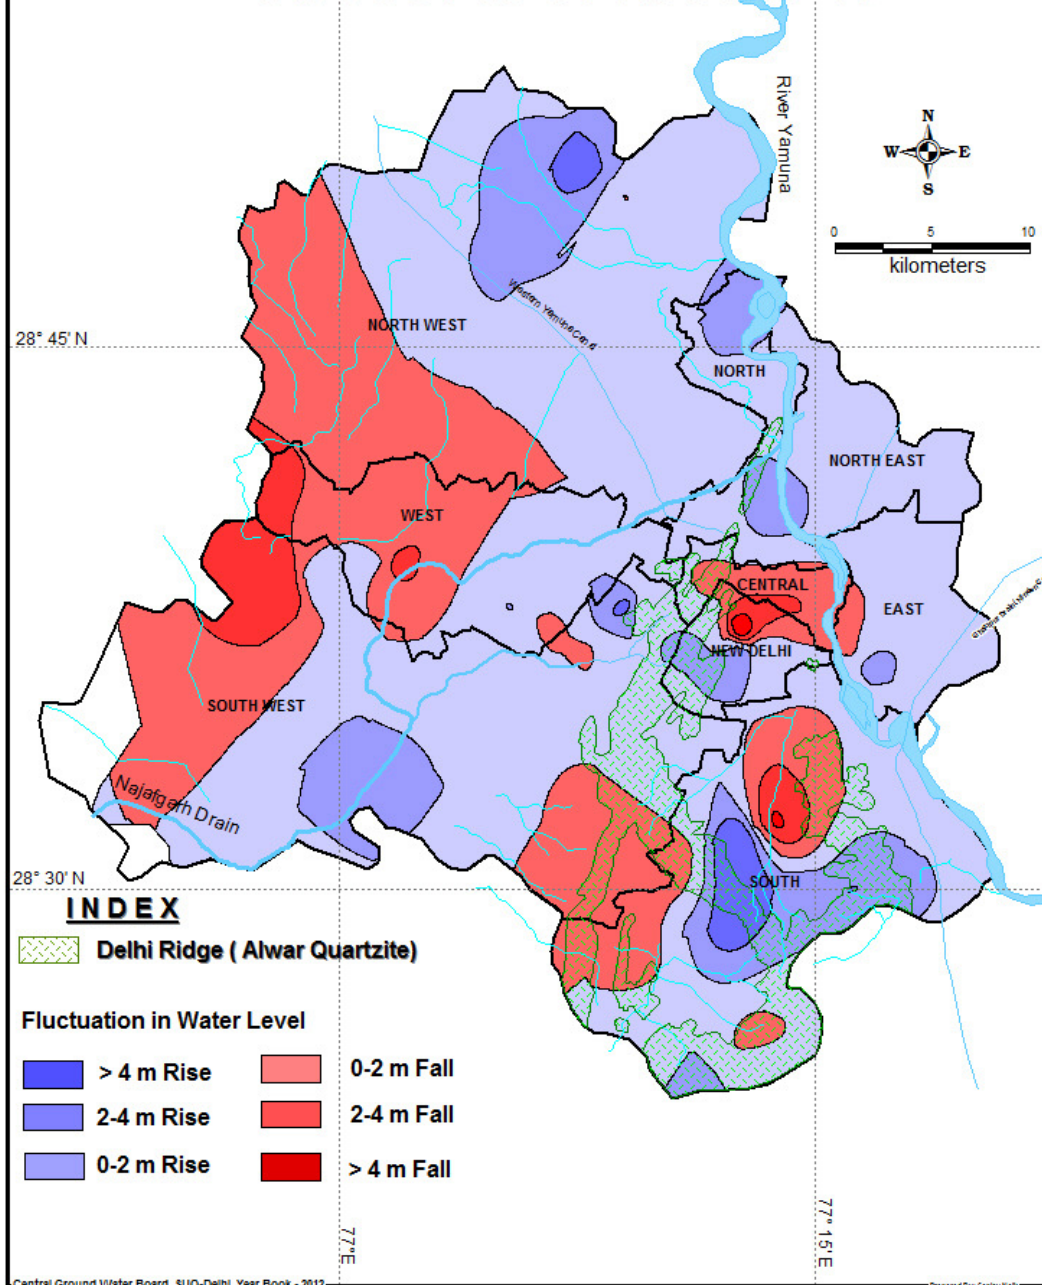 River Yamuna
N
W E
S
0 5 10
kilometers
NORTH WEST
28° 45' N
NORTH
NORTH EAST
WEST
CENTRAL
EAST
NEW DELHI
SOUTH WEST
Najafgarh Drain
28° 30' N
SOUTH
INDEX
Delhi Ridge ( Alwar Quartzite)
Fluctuation in Water Level
> 4 m Rise
0-2 m Fall
2-4 m Rise
2-4 m Fall
0-2 m Rise
> 4 m Fall
77° E
77° 15' E
Central Ground Water Board, SUO-Delhi, Year Book - 2012